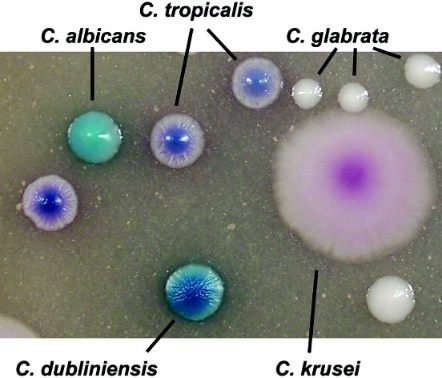 C. tropicalis
C. albicans
C. glabrata
C. dubliniensis
C. krusei